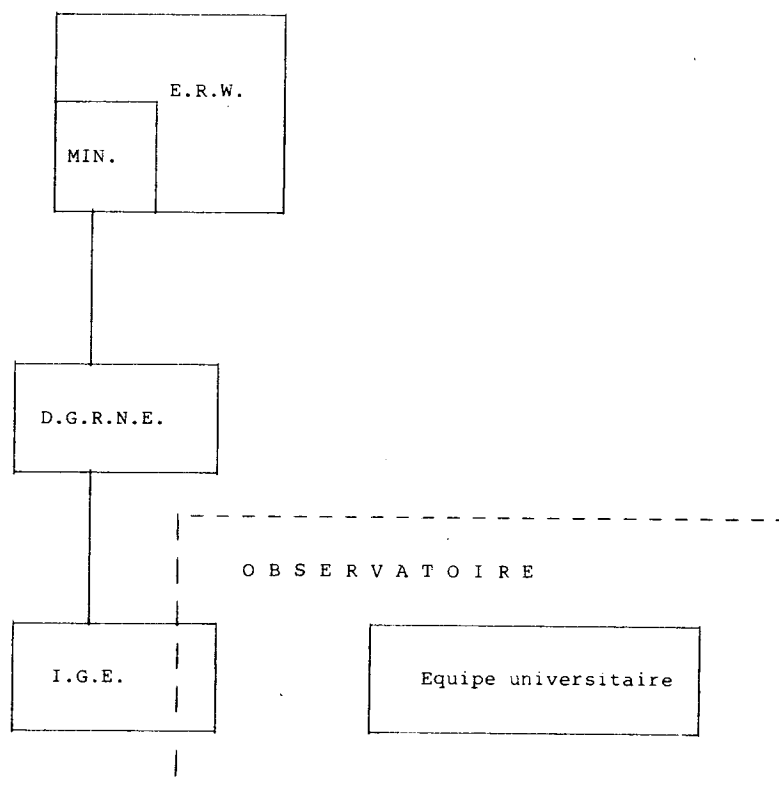 E.R.W.
MIN.
D.G.R.N.E.
O B S E R V A T O I R E
I.G.E.
Equipe universitaire